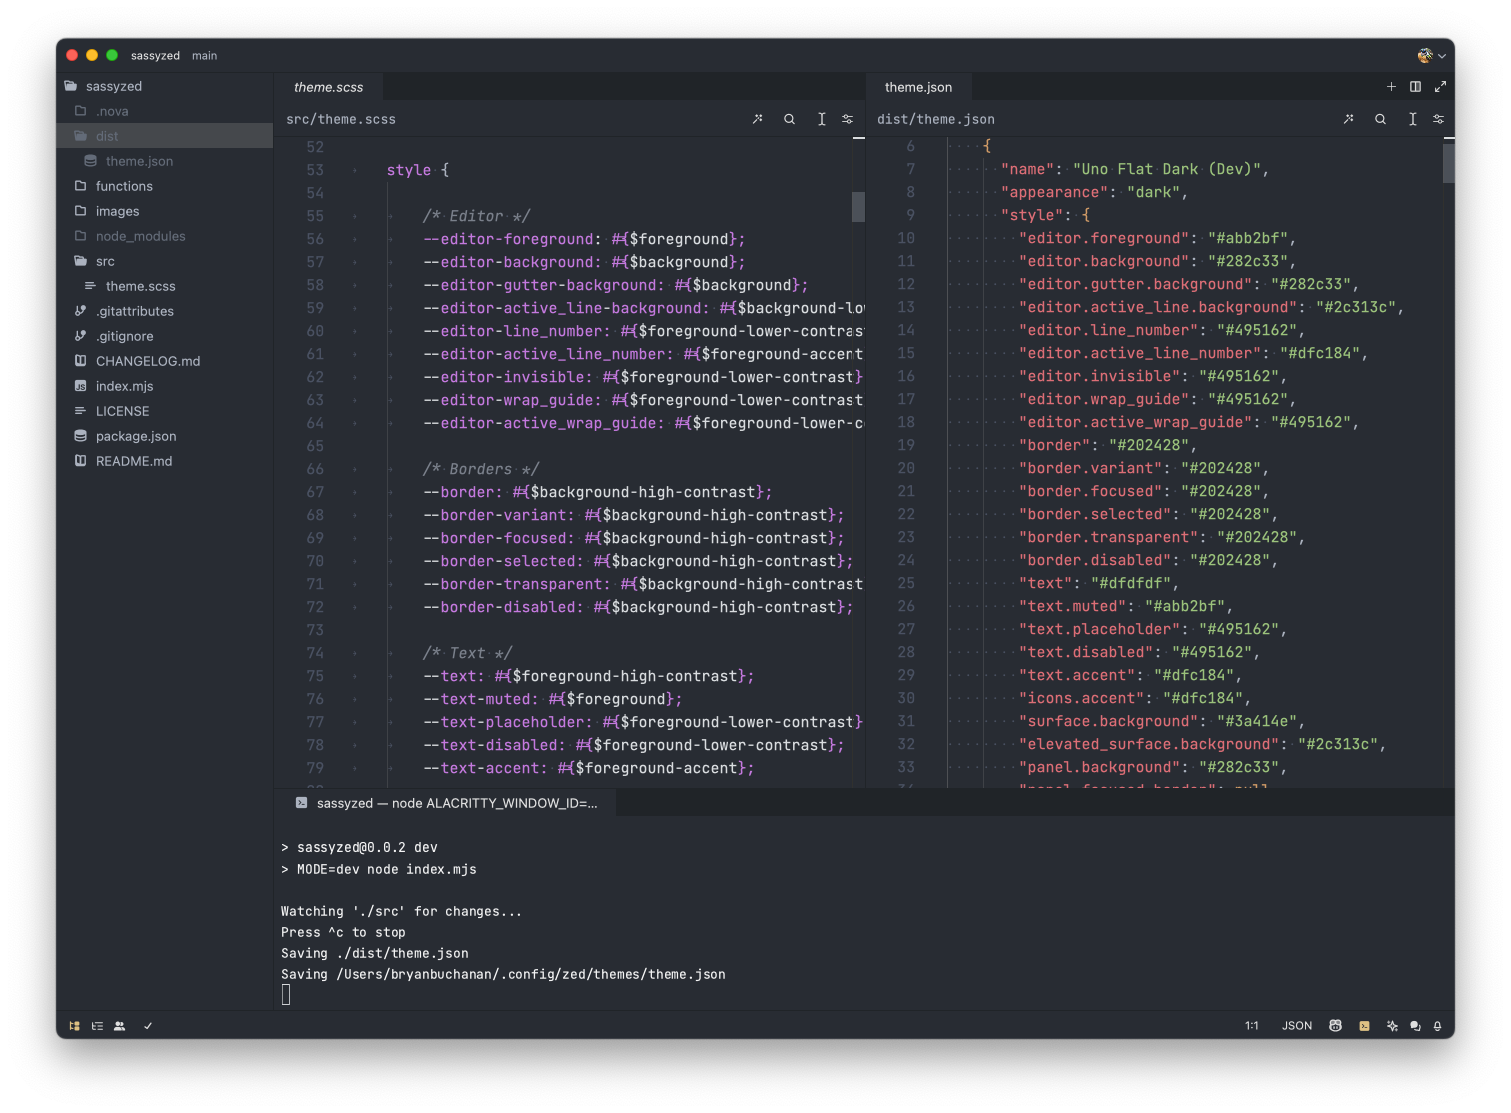 sassyzed main
sassyzed
.nova
dist
theme.json
functions
images
node_modules
src
theme.scss
.gitattributes
.gitignore
CHANGELOG.md
index.mjs
LICENSE
package.json
README.md
theme.scss
src/theme.scss
52
53 style {
54
55 /* Editor */
56 --editor-foreground: #{$foreground};
57 --editor-background: #{$background};
58 --editor-gutter-background: #{$background};
59 --editor-active_line-background: #{$background-lo
60 --editor-line_number: #{$foreground-lower-contras
61 --editor-active_line_number: #{$foreground-accent
62 --editor-invisible: #{$foreground-lower-contrast}
63 --editor-wrap_guide: #{$foreground-lower-contrast
64 --editor-active_wrap_guide: #{$foreground-lower-c
65
66 /* Borders */
67 --border: #{$background-high-contrast};
68 --border-variant: #{$background-high-contrast};
69 --border-focused: #{$background-high-contrast};
70 --border-selected: #{$background-high-contrast};
71 --border-transparent: #{$background-high-contrast
72 --border-disabled: #{$background-high-contrast};
73
74 /* Text */
75 --text: #{$foreground-high-contrast};
76 --text-muted: #{$foreground};
77 --text-placeholder: #{$foreground-lower-contrast}
78 --text-disabled: #{$foreground-lower-contrast};
79 --text-accent: #{$foreground-accent};
theme.json
dist/theme.json
6 {
7 "name": "Uno Flat Dark (Dev)",
8 "appearance": "dark",
9 "style": {
10 "editor.foreground": "#abb2bf",
11 "editor.background": "#282c33",
12 "editor.gutter.background": "#282c33",
13 "editor.active_line.background": "#2c313c",
14 "editor.line_number": "#495162",
15 "editor.active_line_number": "#dfc184",
16 "editor.invisible": "#495162",
17 "editor.wrap_guide": "#495162",
18 "editor.active_wrap_guide": "#495162",
19 "border": "#202428",
20 "border.variant": "#202428",
21 "border.focused": "#202428",
22 "border.selected": "#202428",
23 "border.transparent": "#202428",
24 "border.disabled": "#202428",
25 "text": "#dfdfdf",
26 "text.muted": "#abb2bf",
27 "text.placeholder": "#495162",
28 "text.disabled": "#495162",
29 "text.accent": "#dfc184",
30 "icons.accent": "#dfc184",
31 "surface.background": "#3a414e",
32 "elevated_surface.background": "#2c313c",
33 "panel.background": "#282c33",
sassyzed — node ALACRITTY_WINDOW_ID=...
> sassyzed@0.0.2 dev
> MODE=dev node index.mjs
Watching './src' for changes...
Press ^c to stop
Saving ./dist/theme.json
Saving /Users/bryanbuchanan/.config/zed/themes/theme.json
1:1 JSON